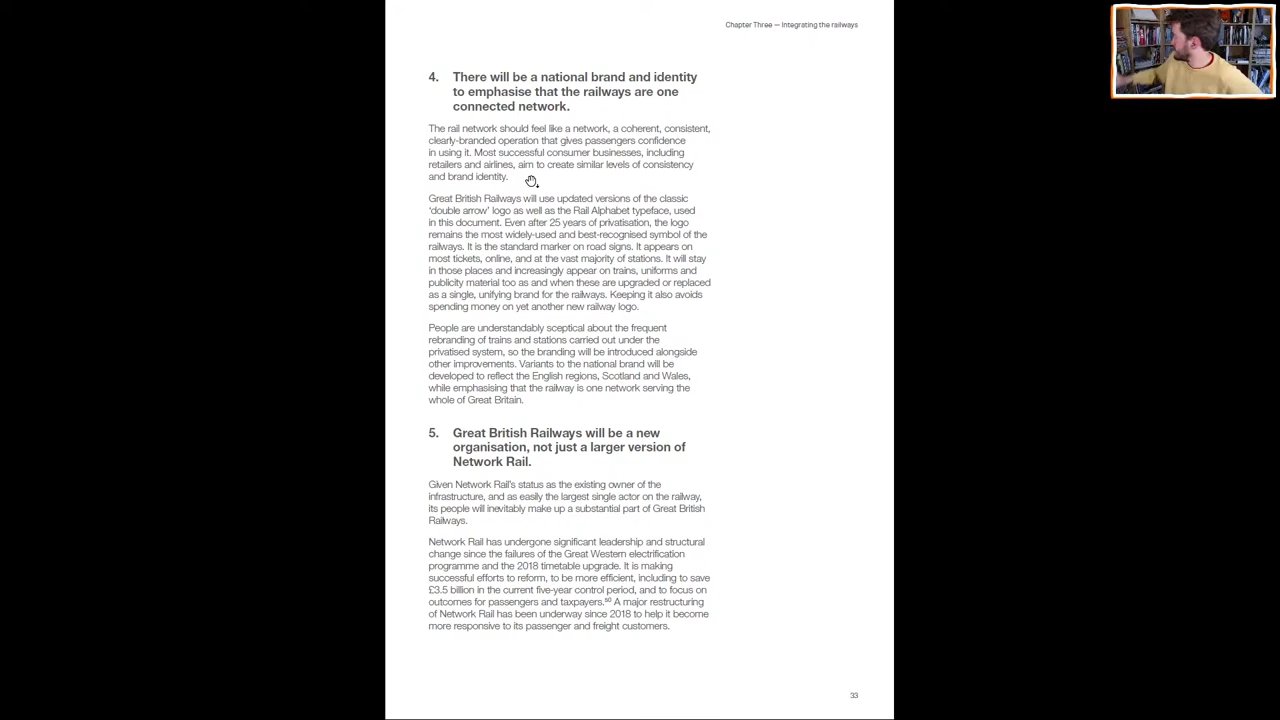 Chapter Three — Integrating the railways
4. There will be a national brand and identity
to emphasise that the railways are one
connected network.
The rail network should feel like a network, a coherent, consistent,
clearly-branded operation that gives passengers confidence
in using it. Most successful consumer businesses, including
retailers and airlines, aim to create similar levels of consistency
and brand identity.
Great British Railways will use updated versions of the classic
‘double arrow’ logo as well as the Rail Alphabet typeface, used
in this document. Even after 25 years of privatisation, the logo
remains the most widely-used and best-recognised symbol of the
railways. It is the standard marker on road signs. It appears on
most tickets, online, and at the vast majority of stations. It will stay
in those places and increasingly appear on trains, uniforms and
publicity material too as and when these are upgraded or replaced
as a single, unifying brand for the railways. Keeping it also avoids
spending money on yet another new railway logo.
People are understandably sceptical about the frequent
rebranding of trains and stations carried out under the
privatised system, so the branding will be introduced alongside
other improvements. Variants to the national brand will be
developed to reflect the English regions, Scotland and Wales,
while emphasising that the railway is one network serving the
whole of Great Britain.
5. Great British Railways will be a new
organisation, not just a larger version of
Network Rail.
Given Network Rail’s status as the existing owner of the
infrastructure, and as easily the largest single actor on the railway,
its people will inevitably make up a substantial part of Great British
Railways.
Network Rail has undergone significant leadership and structural
change since the failures of the Great Western electrification
programme and the 2018 timetable upgrade. It is making
successful efforts to reform, to be more efficient, including to save
£3.5 billion in the current five-year control period, and to focus on
outcomes for passengers and taxpayers.⁵⁰ A major restructuring
of Network Rail has been underway since 2018 to help it become
more responsive to its passenger and freight customers.
33